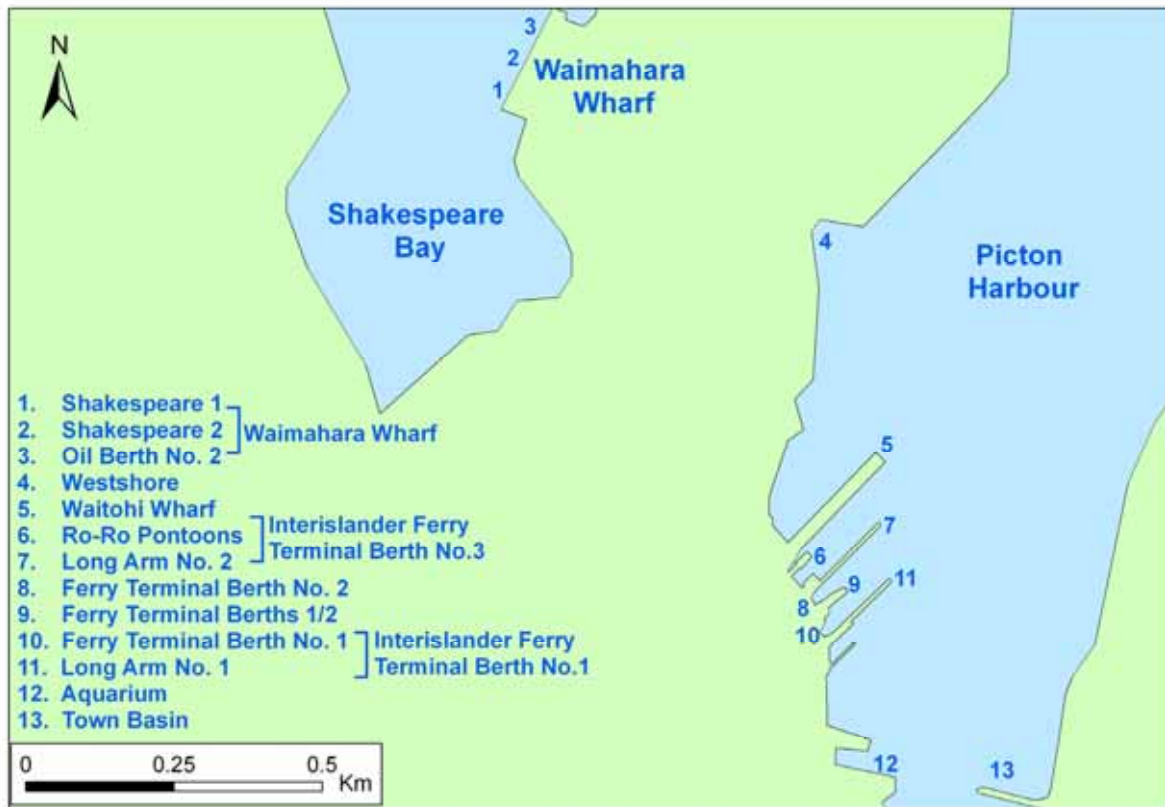 N
3
2
1
Waimahara
Wharf
Shakespeare
Bay
4
Picton
Harbour
5
7
6
9
11
8
10
12
13
1. Shakespeare 1
2. Shakespeare 2
3. Oil Berth No. 2
Waimahara Wharf
4. Westshore
5. Waitohi Wharf
6. Ro-Ro Pontoons
7. Long Arm No. 2
Interislander Ferry
Terminal Berth No.3
8. Ferry Terminal Berth No. 2
9. Ferry Terminal Berths 1/2
10. Ferry Terminal Berth No. 1
11. Long Arm No. 1
Interislander Ferry
Terminal Berth No.1
12. Aquarium
13. Town Basin
0 0.25 0.5
Km